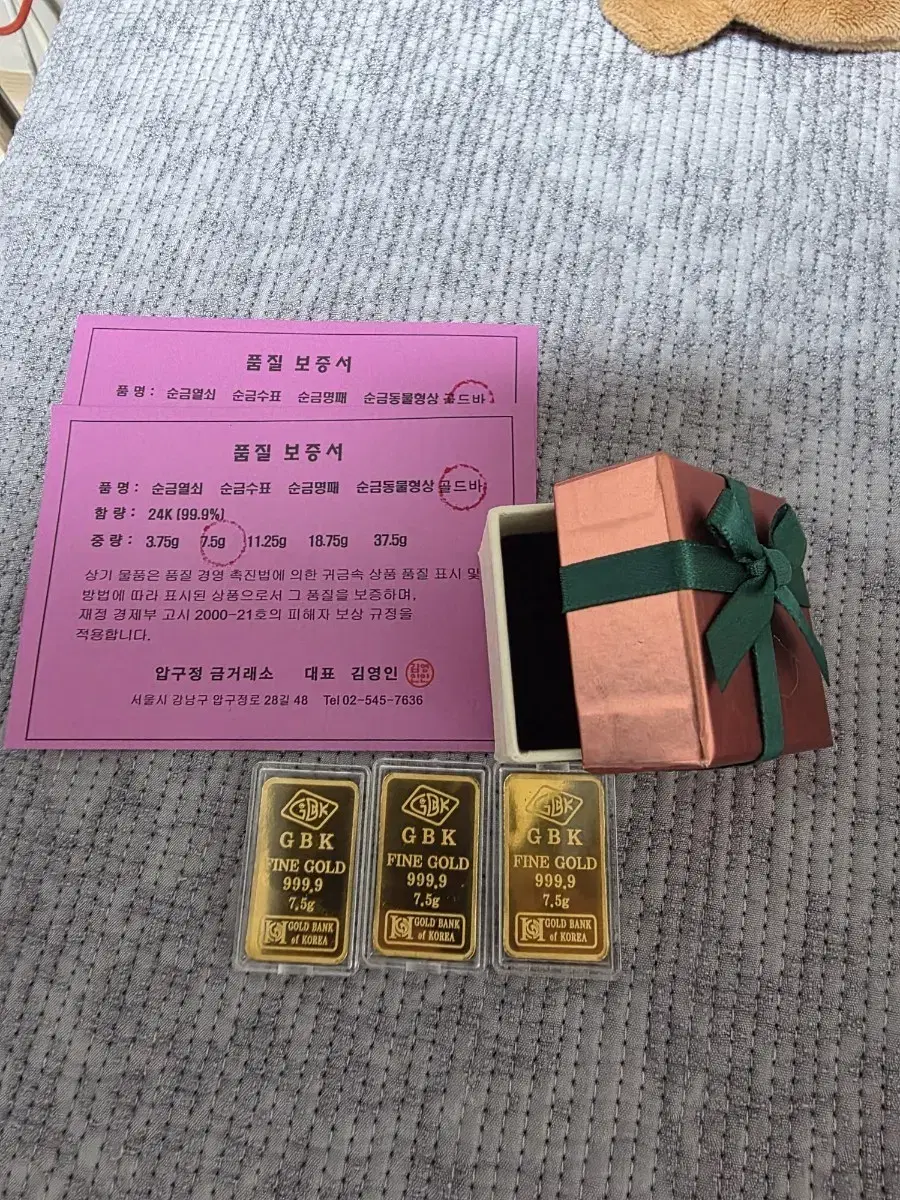 품질 보증서
품 명 : 순금열쇠 순금수표 순금명패 순금동물형상 골드바
품질 보증서
품 명 : 순금열쇠 순금수표 순금명패 순금동물형상 골드바
함 량 : 24K (99.9%)
중 량 : 3.75g 7.5g 11.25g 18.75g 37.5g
상기 물품은 품질 경영 촉진법에 의한 귀금속 상품 품질 표시 및
방법에 따라 표시된 상품으로서 그 품질을 보증하며,
재정 경제부 고시 2000-21호의 피해자 보상 규정을
적용합니다.
압구정 금거래소 대표 김영인
서울시 강남구 압구정로 28길 48 Tel 02-545-7636
GBK
GBK
FINE GOLD
999.9
7.5g
GOLD BANK
of KOREA
GBK
GBK
FINE GOLD
999.9
7.5g
GOLD BANK
of KOREA
GBK
GBK
FINE GOLD
999.9
7.5g
GOLD BANK
of KOREA